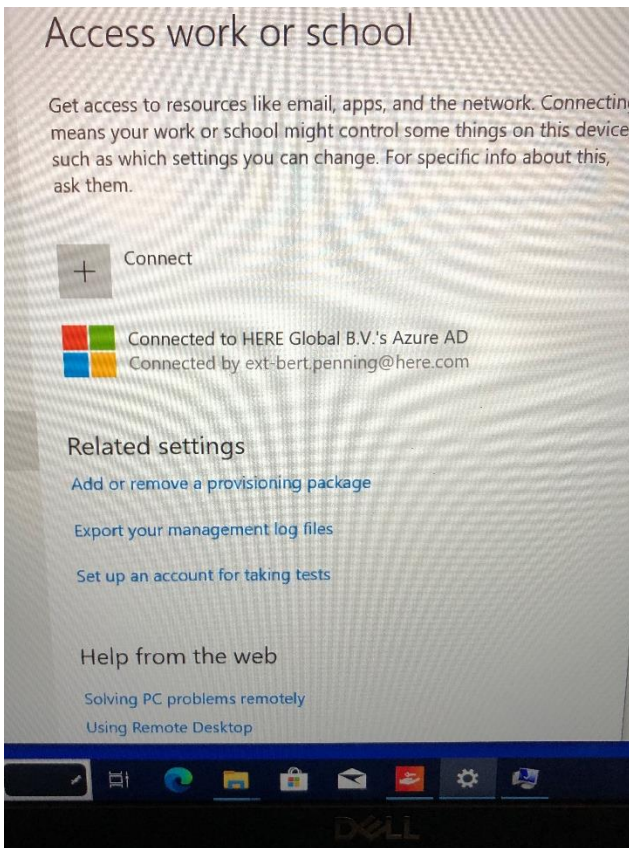 Access work or school
Get access to resources like email, apps, and the network. Connectin
means your work or school might control some things on this device
such as which settings you can change. For specific info about this,
ask them.
Connect
Connected to HERE Global B.V.'s Azure AD
Connected by ext-bert.penning@here.com
Related settings
Add or remove a provisioning package
Export your management log files
Set up an account for taking tests
Help from the web
Solving PC problems remotely
Using Remote Desktop
DELL